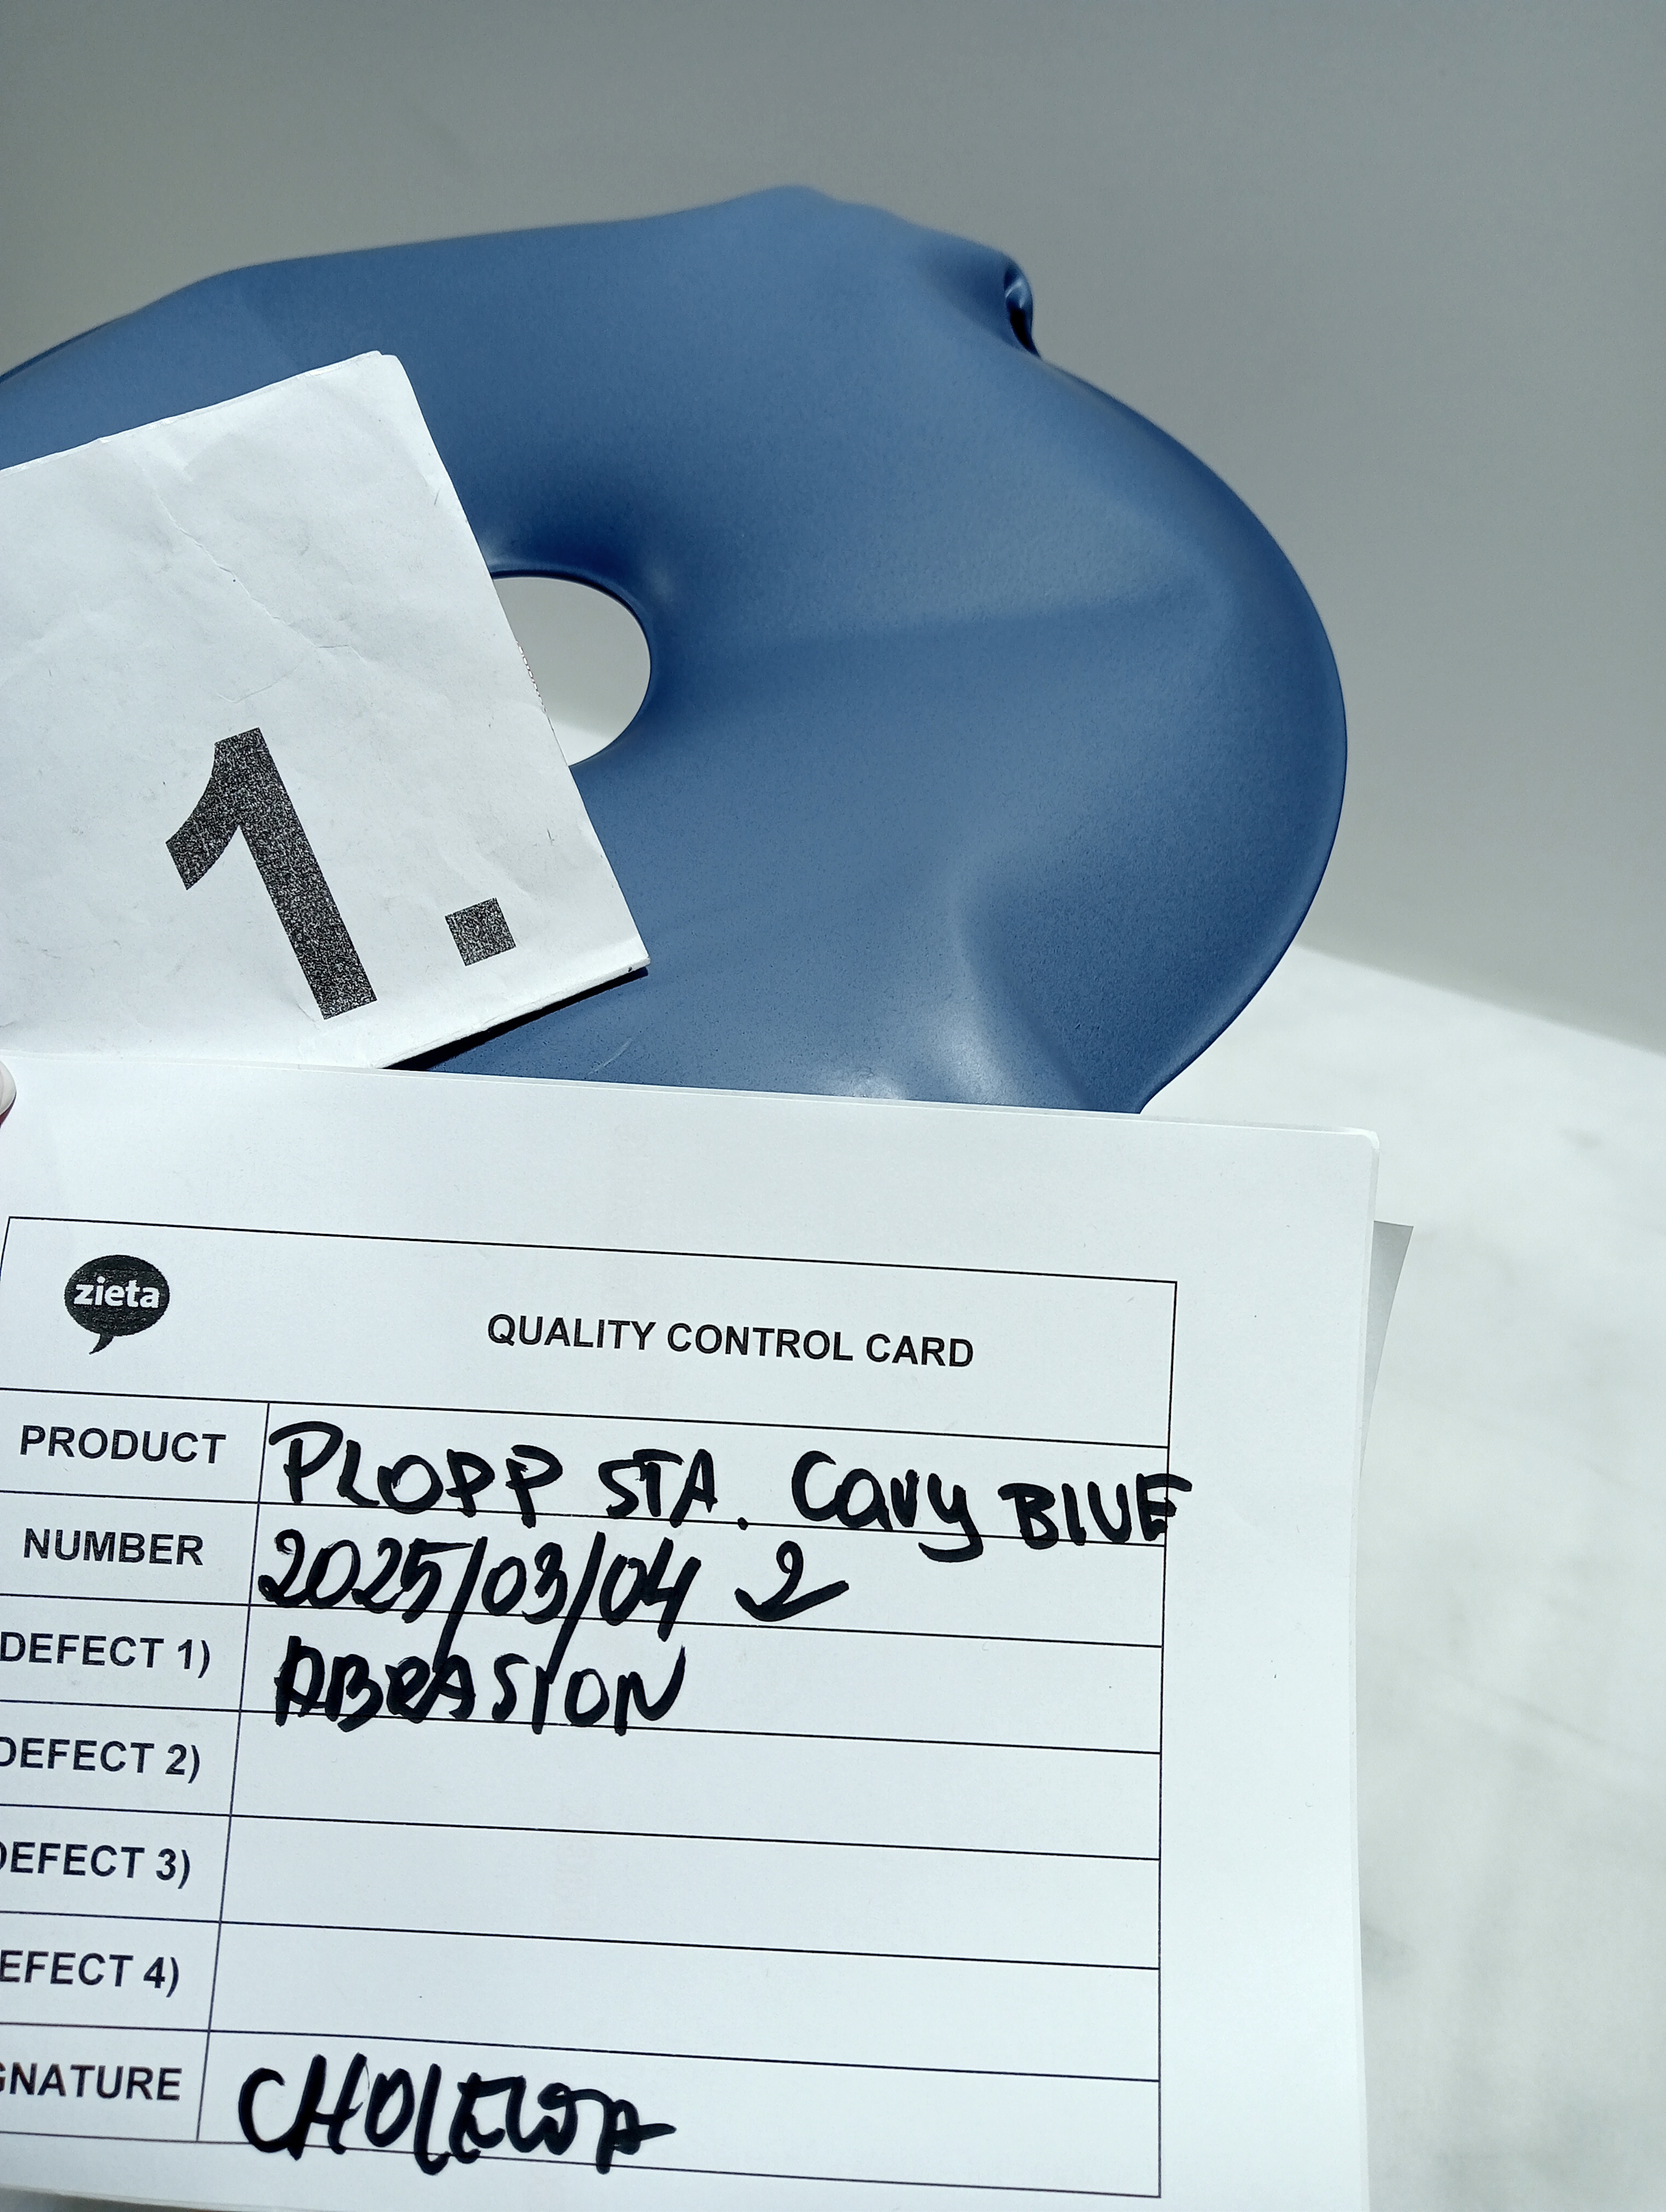 1.
zieta
QUALITY CONTROL CARD
PRODUCT PLOPP STA. Cavy BLUE
NUMBER 2025/03/04 2
DEFECT 1) ABRASION
DEFECT 2)
DEFECT 3)
EFECT 4)
GNATURE CHOLEWA